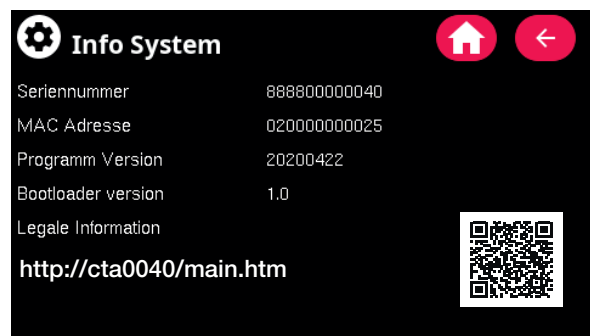 Info System
Seriennummer 888800000040
MAC Adresse 020000000025
Programm Version 20200422
Bootloader version 1.0
Legale Information
http://cta0040/main.htm